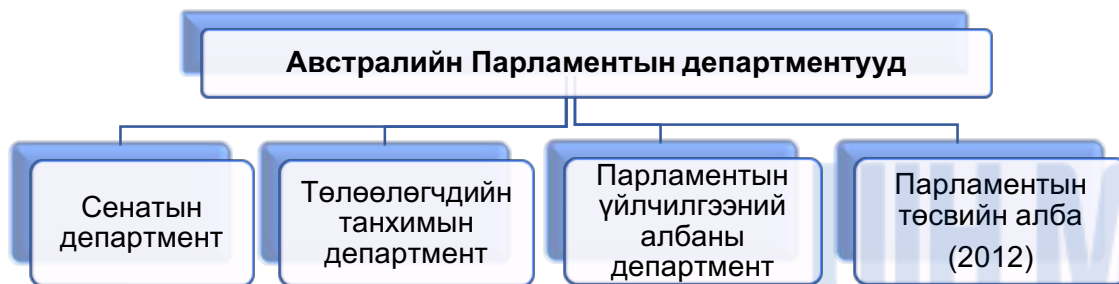 Австралийн Парламентын департментууд
Сенатын
департмент
Төлөөлөгчдийн
танхимын
департмент
Парламентын
үйлчилгээний
албаны
департмент
Парламентын
төсвийн алба
(2012)